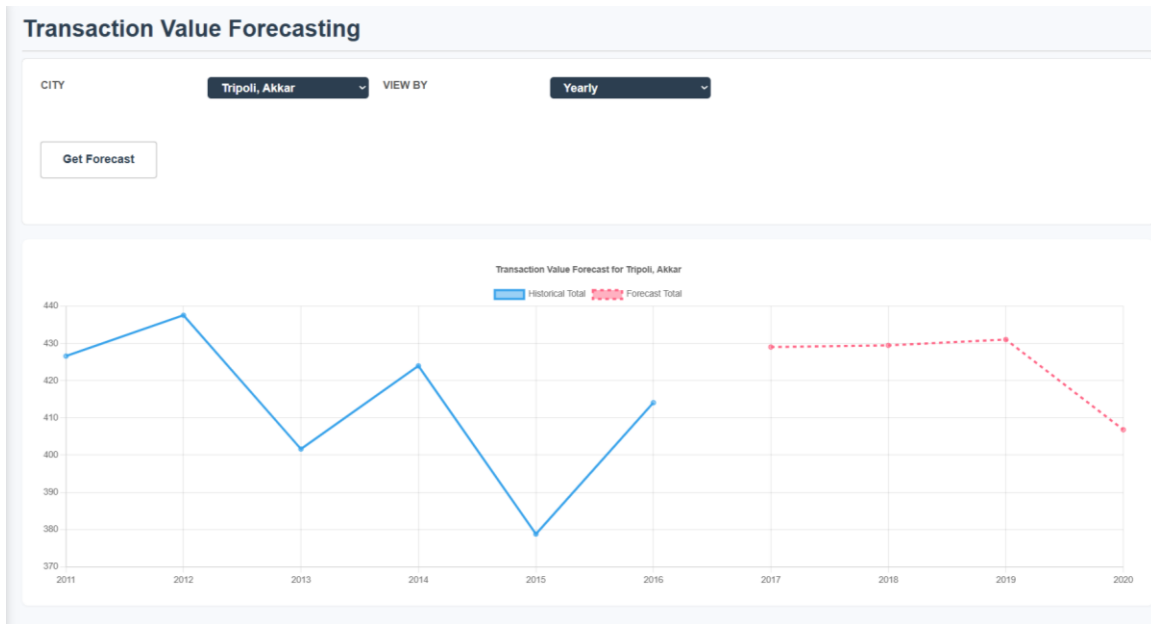 Transaction Value Forecasting
CITY Tripoli, Akkar VIEW BY Yearly
Get Forecast
Transaction Value Forecast for Tripoli, Akkar
Historical Total Forecast Total
440
430
420
410
400
390
380
370
2011 2012 2013 2014 2015 2016 2017 2018 2019 2020